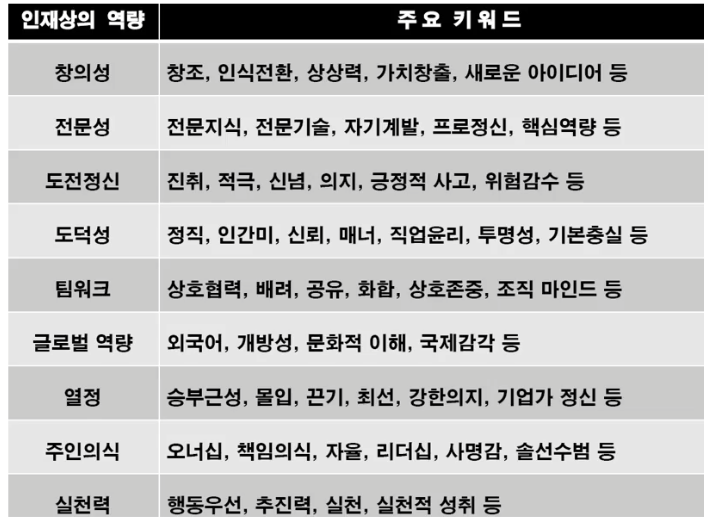 인재상의 역량 주요 키워드
창의성 창조, 인식전환, 상상력, 가치창출, 새로운 아이디어 등
전문성 전문지식, 전문기술, 자기계발, 프로정신, 핵심역량 등
도전정신 진취, 적극, 신념, 의지, 긍정적 사고, 위험감수 등
도덕성 정직, 인간미, 신뢰, 매너, 직업윤리, 투명성, 기본충실 등
팀워크 상호협력, 배려, 공유, 화합, 상호존중, 조직 마인드 등
글로벌 역량 외국어, 개방성, 문화적 이해, 국제감각 등
열정 승부근성, 몰입, 끈기, 최선, 강한의지, 기업가 정신 등
주인의식 오너십, 책임의식, 자율, 리더십, 사명감, 솔선수범 등
실천력 행동우선, 추진력, 실천, 실천적 성취 등